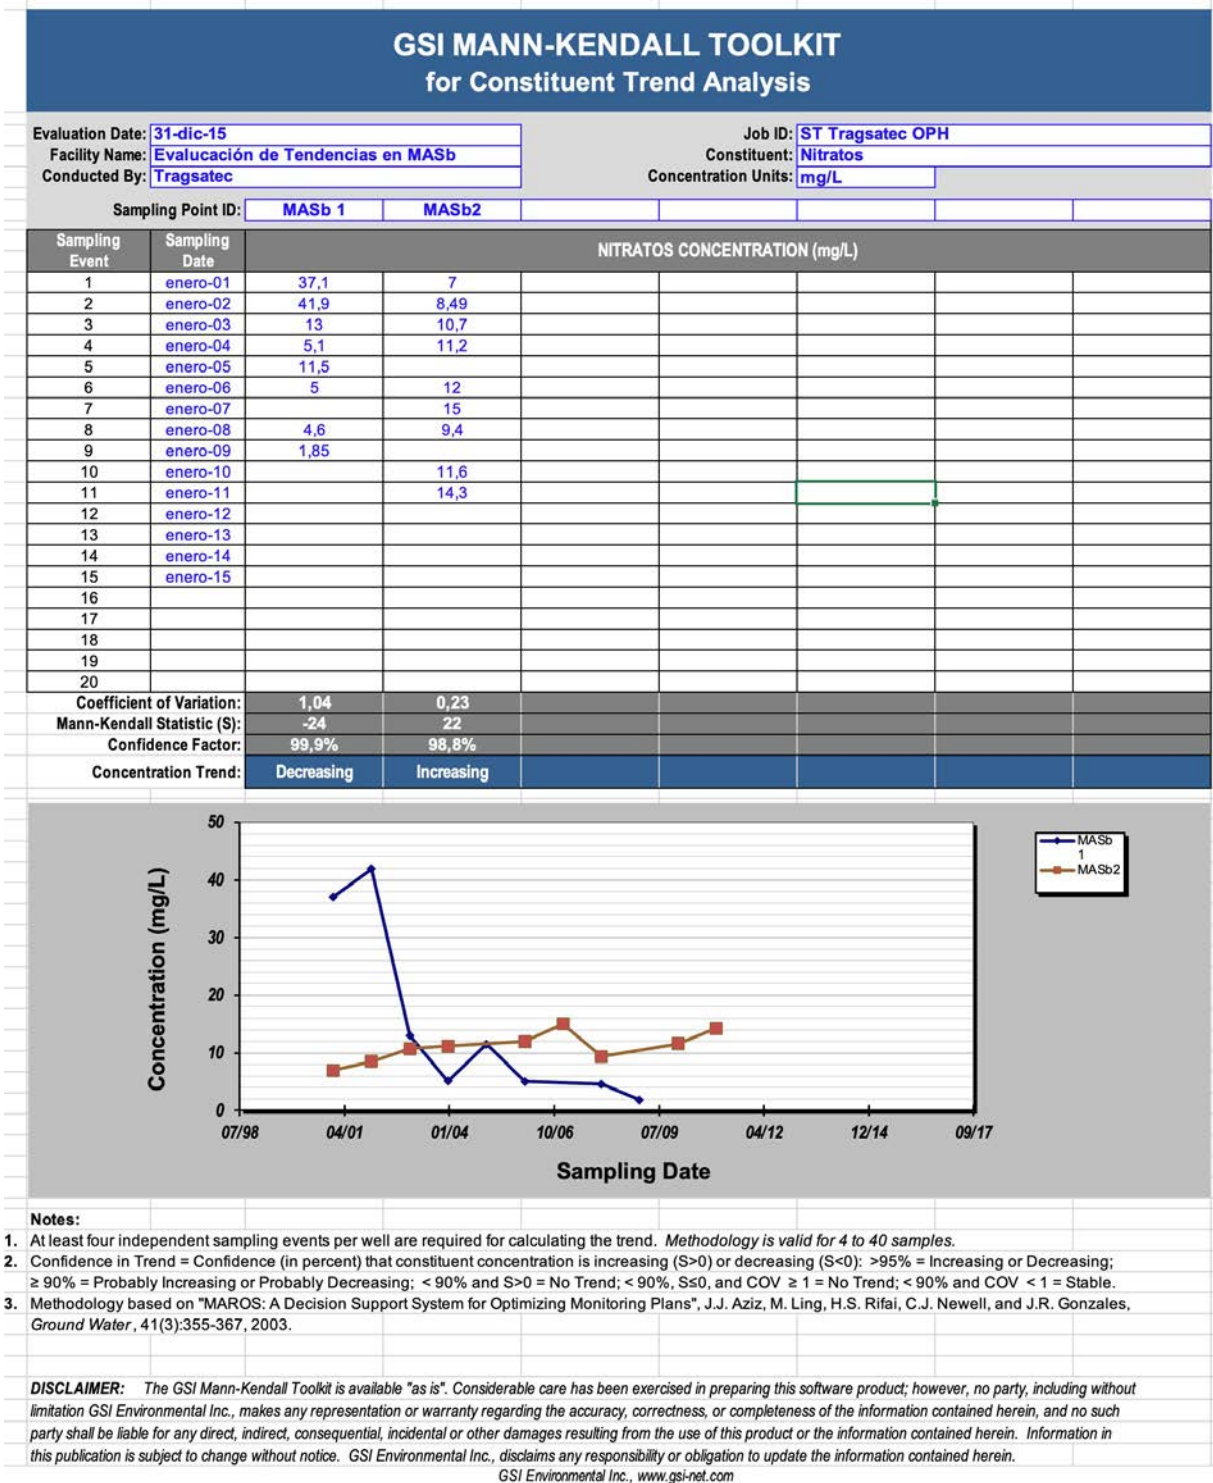 GSI MANN-KENDALL TOOLKIT
for Constituent Trend Analysis
Evaluation Date: 31-dic-15 Job ID: ST Tragsatec OPH
Facility Name: Evalucación de Tendencias en MASb Constituent: Nitratos
Conducted By: Tragsatec Concentration Units: mg/L
Sampling Point ID: MASb 1 MASb2
Sampling Event Sampling Date NITRATOS CONCENTRATION (mg/L)
1 enero-01 37,1 7
2 enero-02 41,9 8,49
3 enero-03 13 10,7
4 enero-04 5,1 11,2
5 enero-05 11,5
6 enero-06 5 12
7 enero-07 15
8 enero-08 4,6 9,4
9 enero-09 1,85
10 enero-10 11,6
11 enero-11 14,3
12 enero-12
13 enero-13
14 enero-14
15 enero-15
16
17
18
19
20
Coefficient of Variation: 1,04 0,23
Mann-Kendall Statistic (S): -24 22
Confidence Factor: 99,9% 98,8%
Concentration Trend: Decreasing Increasing
Concentration (mg/L)
50
40
30
20
10
0
07/98 04/01 01/04 10/06 07/09 04/12 12/14 09/17
Sampling Date
MASb
1
MASb2
Notes:
1. At least four independent sampling events per well are required for calculating the trend. Methodology is valid for 4 to 40 samples.
2. Confidence in Trend = Confidence (in percent) that constituent concentration is increasing (S>0) or decreasing (S<0): >95% = Increasing or Decreasing;
≥ 90% = Probably Increasing or Probably Decreasing; < 90% and S>0 = No Trend; < 90%, S≤0, and COV ≥ 1 = No Trend; < 90% and COV < 1 = Stable.
3. Methodology based on "MAROS: A Decision Support System for Optimizing Monitoring Plans", J.J. Aziz, M. Ling, H.S. Rifai, C.J. Newell, and J.R. Gonzales,
Ground Water, 41(3):355-367, 2003.
DISCLAIMER: The GSI Mann-Kendall Toolkit is available "as is". Considerable care has been exercised in preparing this software product; however, no party, including without
limitation GSI Environmental Inc., makes any representation or warranty regarding the accuracy, correctness, or completeness of the information contained herein, and no such
party shall be liable for any direct, indirect, consequential, incidental or other damages resulting from the use of this product or the information contained herein. Information in
this publication is subject to change without notice. GSI Environmental Inc., disclaims any responsibility or obligation to update the information contained herein.
GSI Environmental Inc., www.gsi-net.com